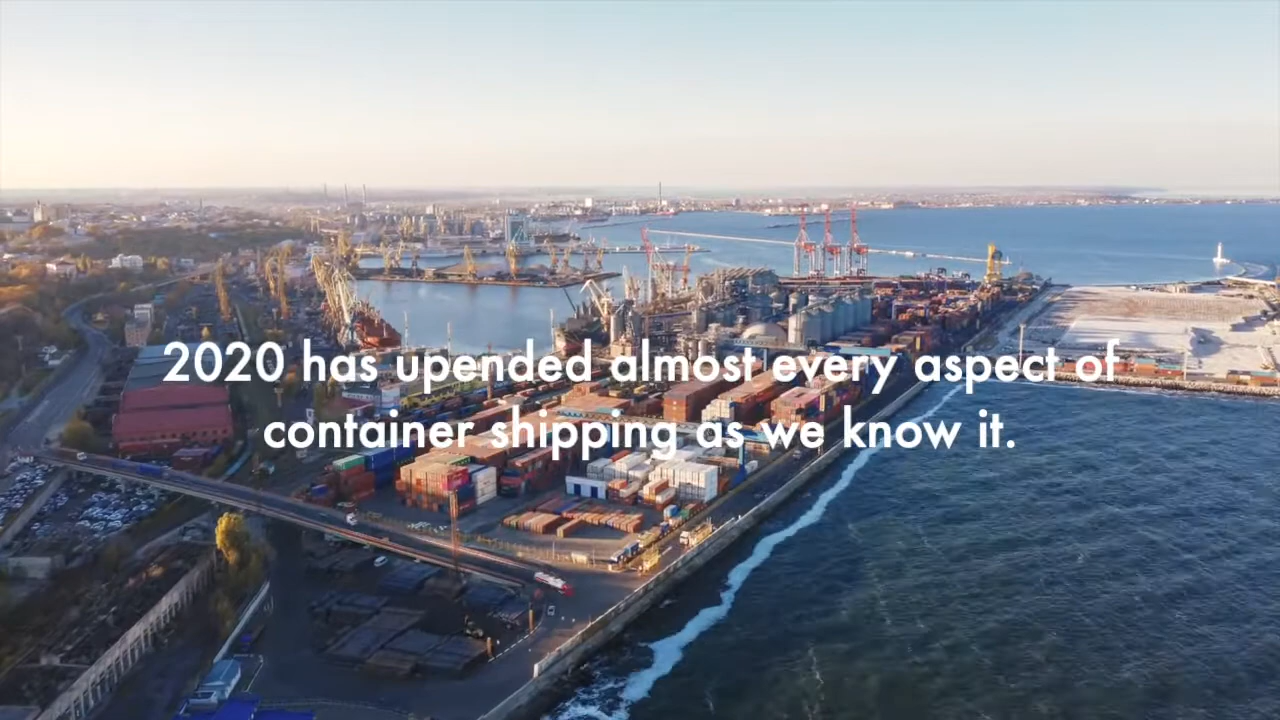 2020 has upended almost every aspect of
container shipping as we know it.